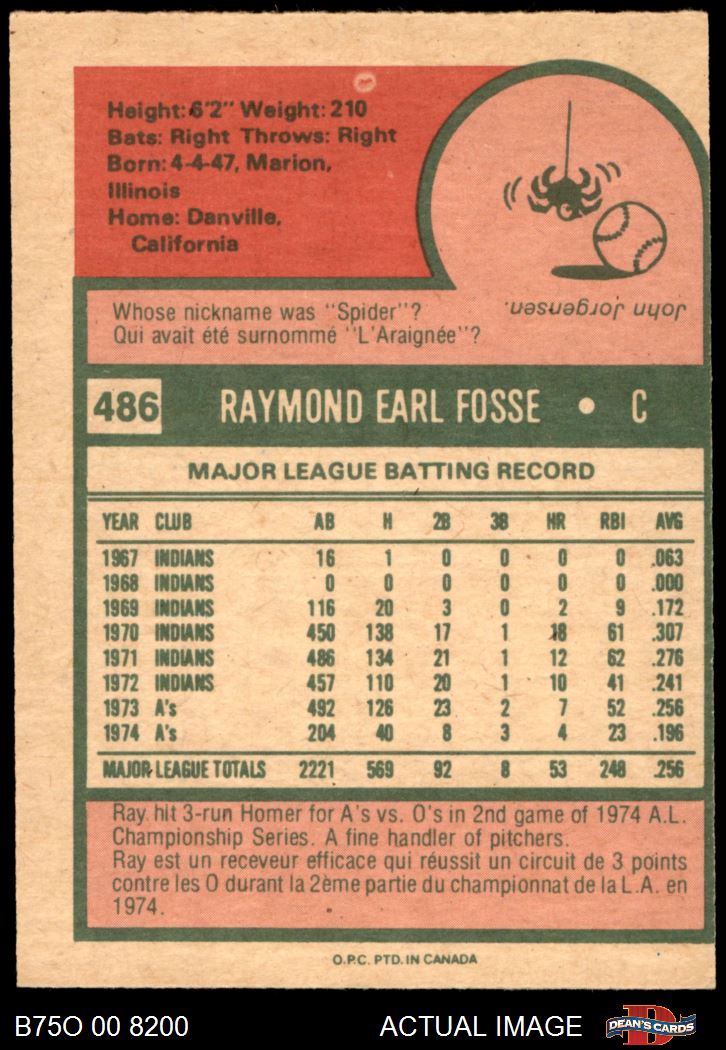 Height: 6'2" Weight: 210
Bats: Right Throws: Right
Born: 4-4-47, Marion,
Illinois
Home: Danville,
California
John Jorgensen.
Whose nickname was "Spider"?
Qui avait été surnommé "L'Araignée"?
486 RAYMOND EARL FOSSE • C
MAJOR LEAGUE BATTING RECORD
YEAR CLUB AB H 2B 3B HR RBI AVG
1967 INDIANS 16 1 0 0 0 0 .063
1968 INDIANS 0 0 0 0 0 0 .000
1969 INDIANS 116 20 3 0 2 9 .172
1970 INDIANS 450 138 17 1 18 61 .307
1971 INDIANS 486 134 21 1 12 62 .276
1972 INDIANS 457 110 20 1 10 41 .241
1973 A's 492 126 23 2 7 52 .256
1974 A's 204 40 8 3 4 23 .196
MAJOR LEAGUE TOTALS 2221 569 92 8 53 248 .256
Ray hit 3-run Homer for A's vs. O's in 2nd game of 1974 A.L.
Championship Series. A fine handler of pitchers.
Ray est un receveur efficace qui réussit un circuit de 3 points
contre les O durant la 2ème partie du championnat de la L.A. en
1974.
O.P.C. PTD. IN CANADA
B75O 00 8200 ACTUAL IMAGE DEAN'S CARDS